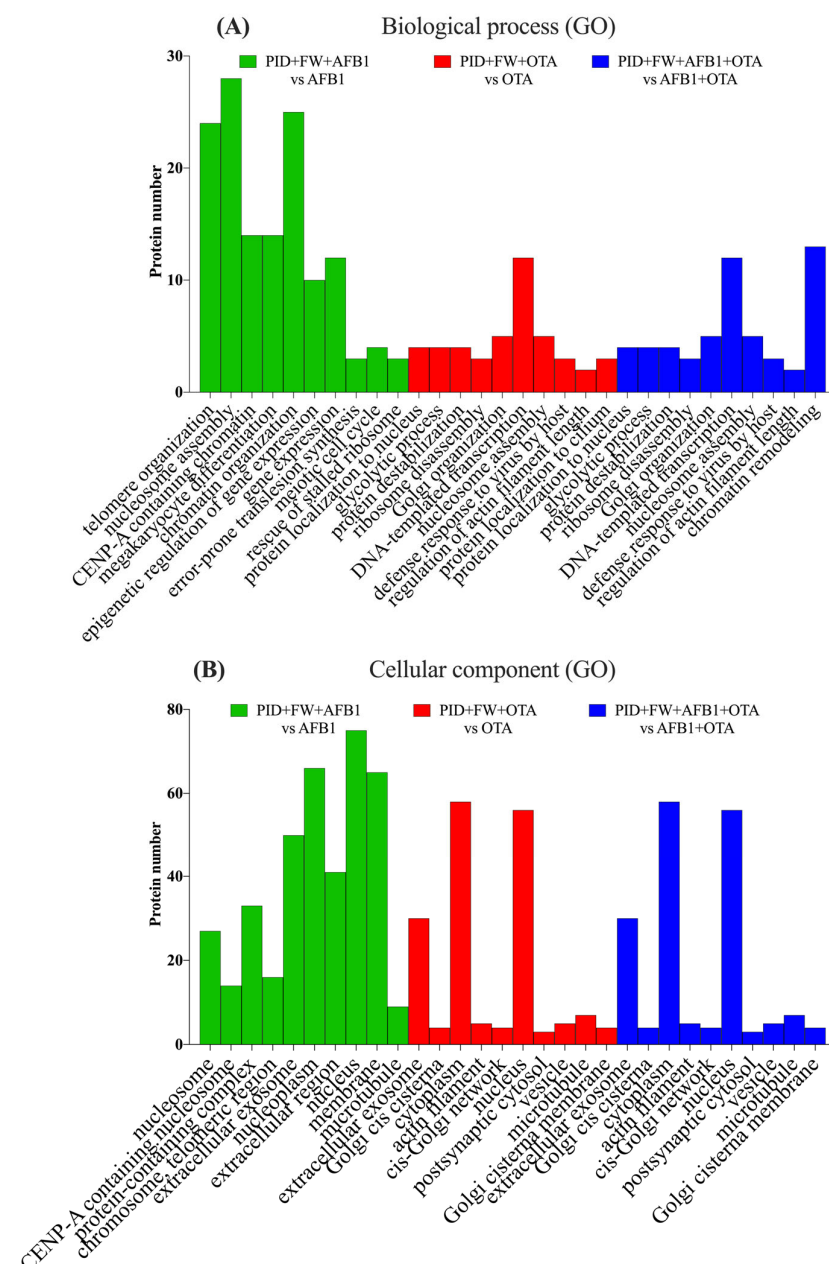 (A)
Biological process (GO)
PID+FW+AFB1
vs AFB1
PID+FW+OTA
vs OTA
PID+FW+AFB1+OTA
vs AFB1+OTA
Protein number
30
20
10
0
telomere organization
nucleosome assembly
CENP-A containing chromatin
megakaryocyte differentiation
chromatin organization
epigenetic regulation of gene expression
gene expression
error-prone translesion synthesis
meiotic cell cycle
rescue of stalled ribosome
protein localization to nucleus
glycolytic process
protein destabilization
ribosome disassembly
Golgi organization
DNA-templated transcription
nucleosome assembly
defense response to virus by host
regulation of actin filament length
protein localization to cilium
protein localization to nucleus
glycolytic process
protein destabilization
ribosome disassembly
Golgi organization
DNA-templated transcription
nucleosome assembly
defense response to virus by host
regulation of actin filament length
chromatin remodeling
(B)
Cellular component (GO)
PID+FW+AFB1
vs AFB1
PID+FW+OTA
vs OTA
PID+FW+AFB1+OTA
vs AFB1+OTA
Protein number
80
60
40
20
0
nucleosome
CENP-A containing nucleosome
protein-containing complex
chromosome, telomeric region
extracellular exosome
nucleoplasm
extracellular region
nucleus
membrane
microtubile
extracellular exosome
Golgi cis cisterna
cytoplasm
actin filament
cis-Golgi network
nucleus
postsynaptic cytosol
vesicle
microtubule
Golgi cisterna membrane
extracellular exosome
Golgi cis cisterna
cytoplasm
actin filament
cis-Golgi network
nucleus
postsynaptic cytosol
vesicle
microtubule
Golgi cisterna membrane